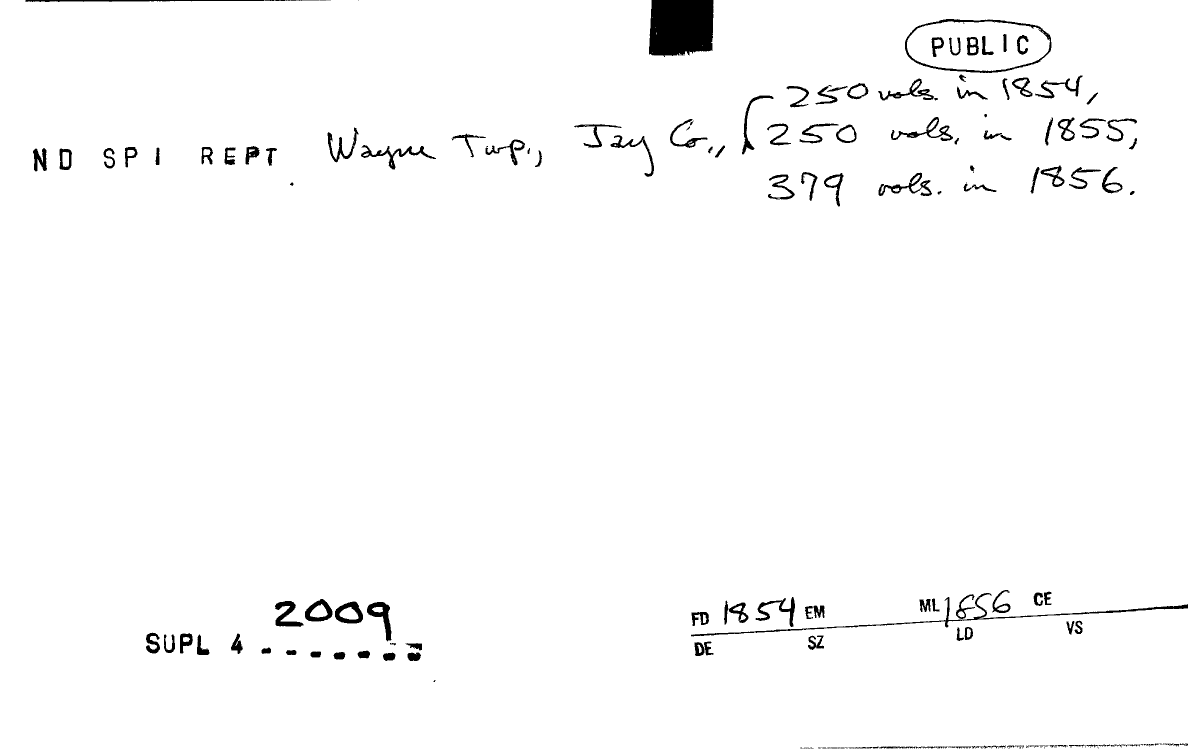 PUBLIC
250 vols. in 1854,
ND SPI REPT Wayne Twp., Jay Co., 250 vols. in 1855,
379 vols. in 1856.
2009
SUPL 4
FD 1854 EM ML 1856 CE
DE SZ LD VS